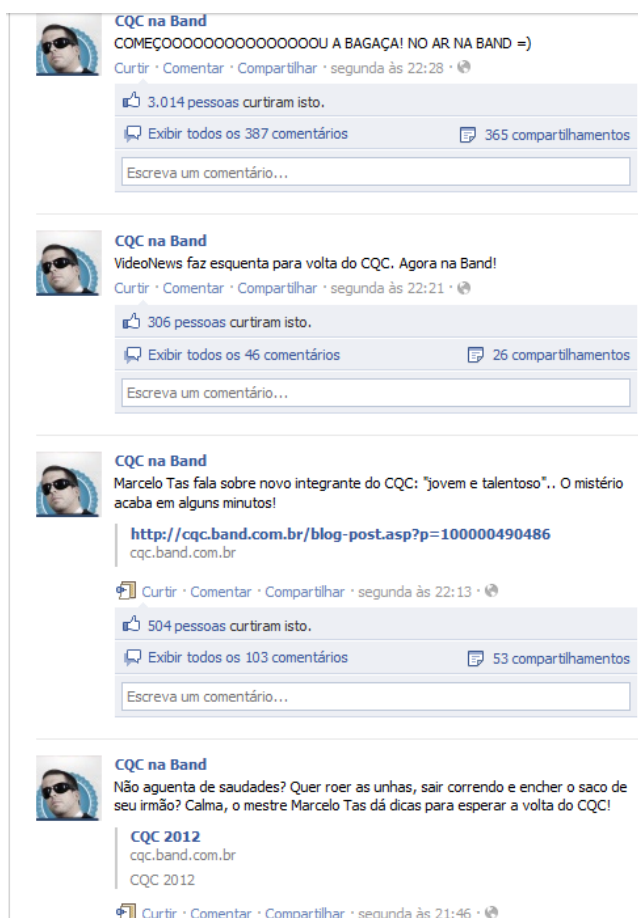 CQC na Band
COMEÇOOOOOOOOOOOOOOOOU A BAGAÇA! NO AR NA BAND =)
Curtir · Comentar · Compartilhar · segunda às 22:28 ·
3.014 pessoas curtiram isto.
Exibir todos os 387 comentários 365 compartilhamentos
Escreva um comentário...
CQC na Band
VideoNews faz esquenta para volta do CQC. Agora na Band!
Curtir · Comentar · Compartilhar · segunda às 22:21 ·
306 pessoas curtiram isto.
Exibir todos os 46 comentários 26 compartilhamentos
Escreva um comentário...
CQC na Band
Marcelo Tas fala sobre novo integrante do CQC: "jovem e talentoso".. O mistério
acaba em alguns minutos!
http://cqc.band.com.br/blog-post.asp?p=100000490486
cqc.band.com.br
Curtir · Comentar · Compartilhar · segunda às 22:13 ·
504 pessoas curtiram isto.
Exibir todos os 103 comentários 53 compartilhamentos
Escreva um comentário...
CQC na Band
Não aguenta de saudades? Quer roer as unhas, sair correndo e encher o saco de
seu irmão? Calma, o mestre Marcelo Tas dá dicas para esperar a volta do CQC!
CQC 2012
cqc.band.com.br
CQC 2012
Curtir · Comentar · Compartilhar · segunda às 21:46 ·